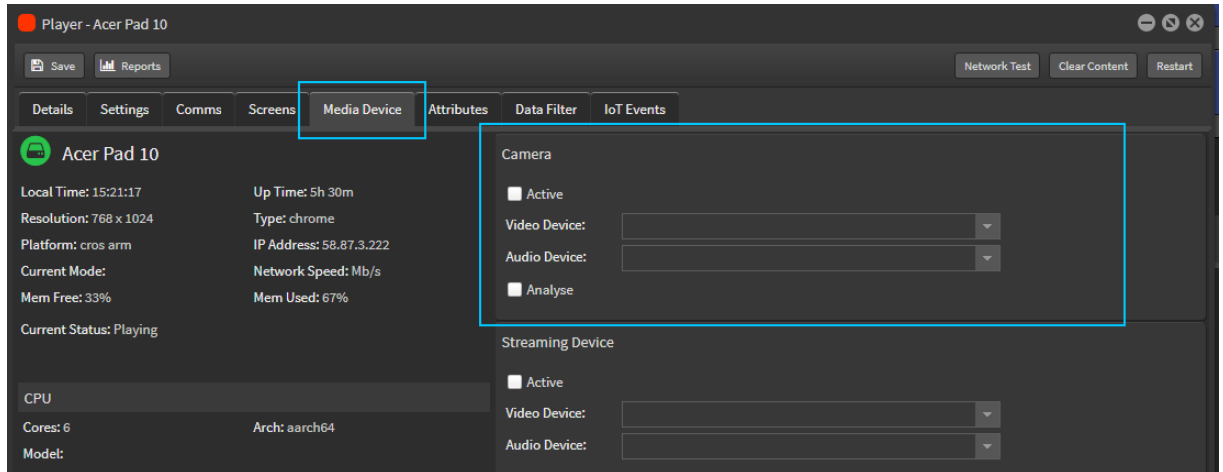 Player - Acer Pad 10
Save Reports Network Test Clear Content Restart
Details Settings Comms Screens Media Device Attributes Data Filter IoT Events
Acer Pad 10
Local Time: 15:21:17 Up Time: 5h 30m
Resolution: 768 x 1024 Type: chrome
Platform: cros arm IP Address: 58.87.3.222
Current Mode: Network Speed: Mb/s
Mem Free: 33% Mem Used: 67%
Current Status: Playing
CPU
Cores: 6 Arch: aarch64
Model:
Camera
Active
Video Device:
Audio Device:
Analyse
Streaming Device
Active
Video Device:
Audio Device: